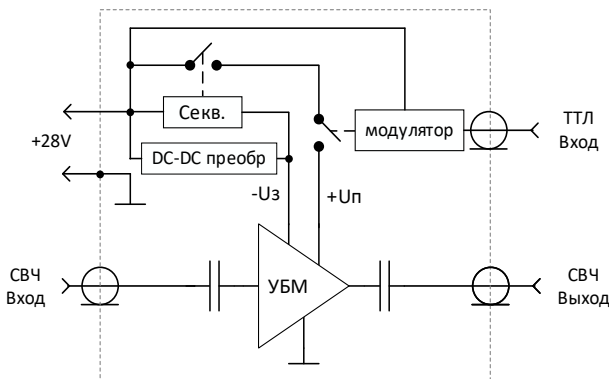 Секв.
ТТЛ
Вход
модулятор
+28V
DC-DC преобр
-Uз
+Uп
СВЧ
Вход
УБМ
СВЧ
Выход